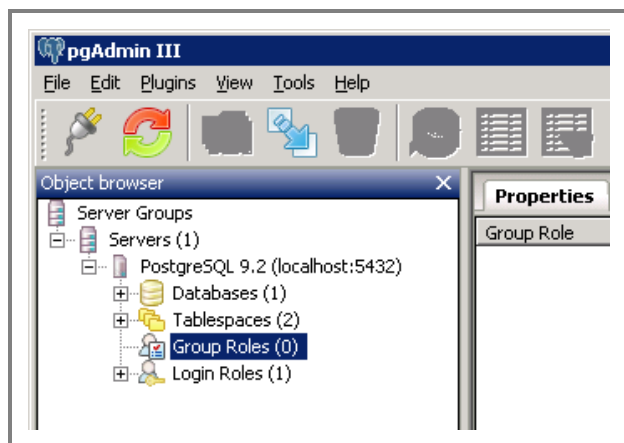 pgAdmin III
File Edit Plugins View Tools Help
Object browser
Server Groups
Servers (1)
PostgreSQL 9.2 (localhost:5432)
Databases (1)
Tablespaces (2)
Group Roles (0)
Login Roles (1)
Properties
Group Role